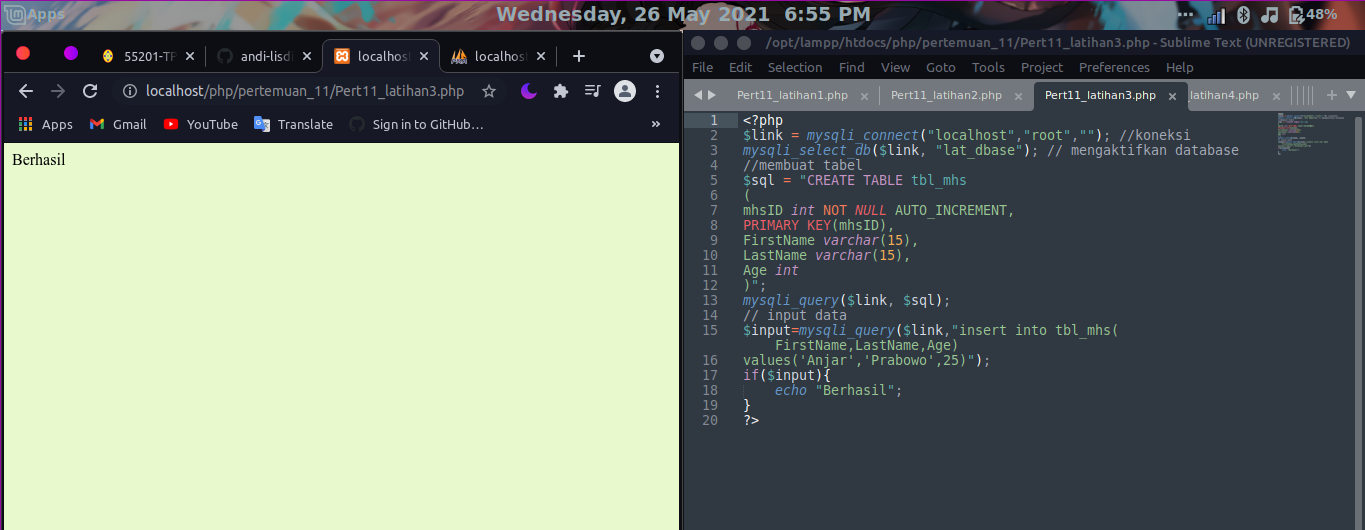 Apps
Wednesday, 26 May 2021 6:55 PM
48%
55201-TP
andi-lisdi
localhos
localhos
localhost/php/pertemuan_11/Pert11_latihan3.php
Apps
Gmail
YouTube
Translate
Sign in to GitHub…
»
Berhasil
/opt/lampp/htdocs/php/pertemuan_11/Pert11_latihan3.php - Sublime Text (UNREGISTERED)
File Edit Selection Find View Goto Tools Project Preferences Help
Pert11_latihan1.php
Pert11_latihan2.php
Pert11_latihan3.php
latihan4.php
1 <?php
2 $link = mysqli_connect("localhost","root",""); //koneksi
3 mysqli_select_db($link, "lat_dbase"); // mengaktifkan database
4 //membuat tabel
5 $sql = "CREATE TABLE tbl_mhs
6 (
7 mhsID int NOT NULL AUTO_INCREMENT,
8 PRIMARY KEY(mhsID),
9 FirstName varchar(15),
10 LastName varchar(15),
11 Age int
12 )";
13 mysqli_query($link, $sql);
14 // input data
15 $input=mysqli_query($link,"insert into tbl_mhs(
FirstName,LastName,Age)
16 values('Anjar','Prabowo',25)");
17 if($input){
18 echo "Berhasil";
19 }
20 ?>